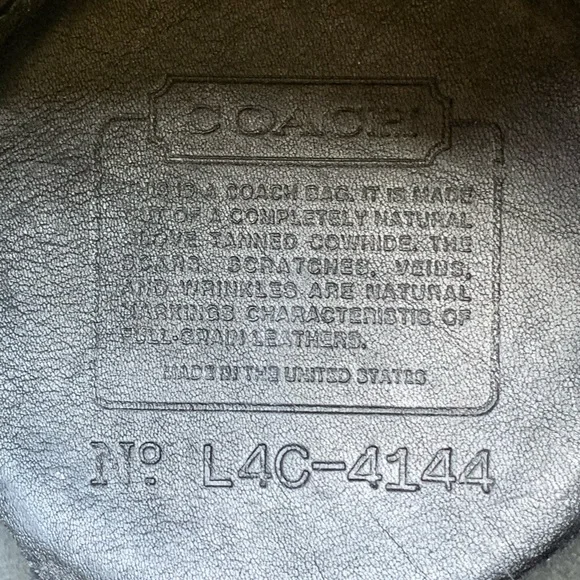 COACH
THIS IS A COACH BAG. IT IS MADE
OUT OF A COMPLETELY NATURAL
GLOVE TANNED COWHIDE. THE
SCARS, SCRATCHES, VEINS,
AND WRINKLES ARE NATURAL
MARKINGS CHARACTERISTIC OF
FULL-GRAIN LEATHERS.
MADE IN THE UNITED STATES
Nº L4C-4144